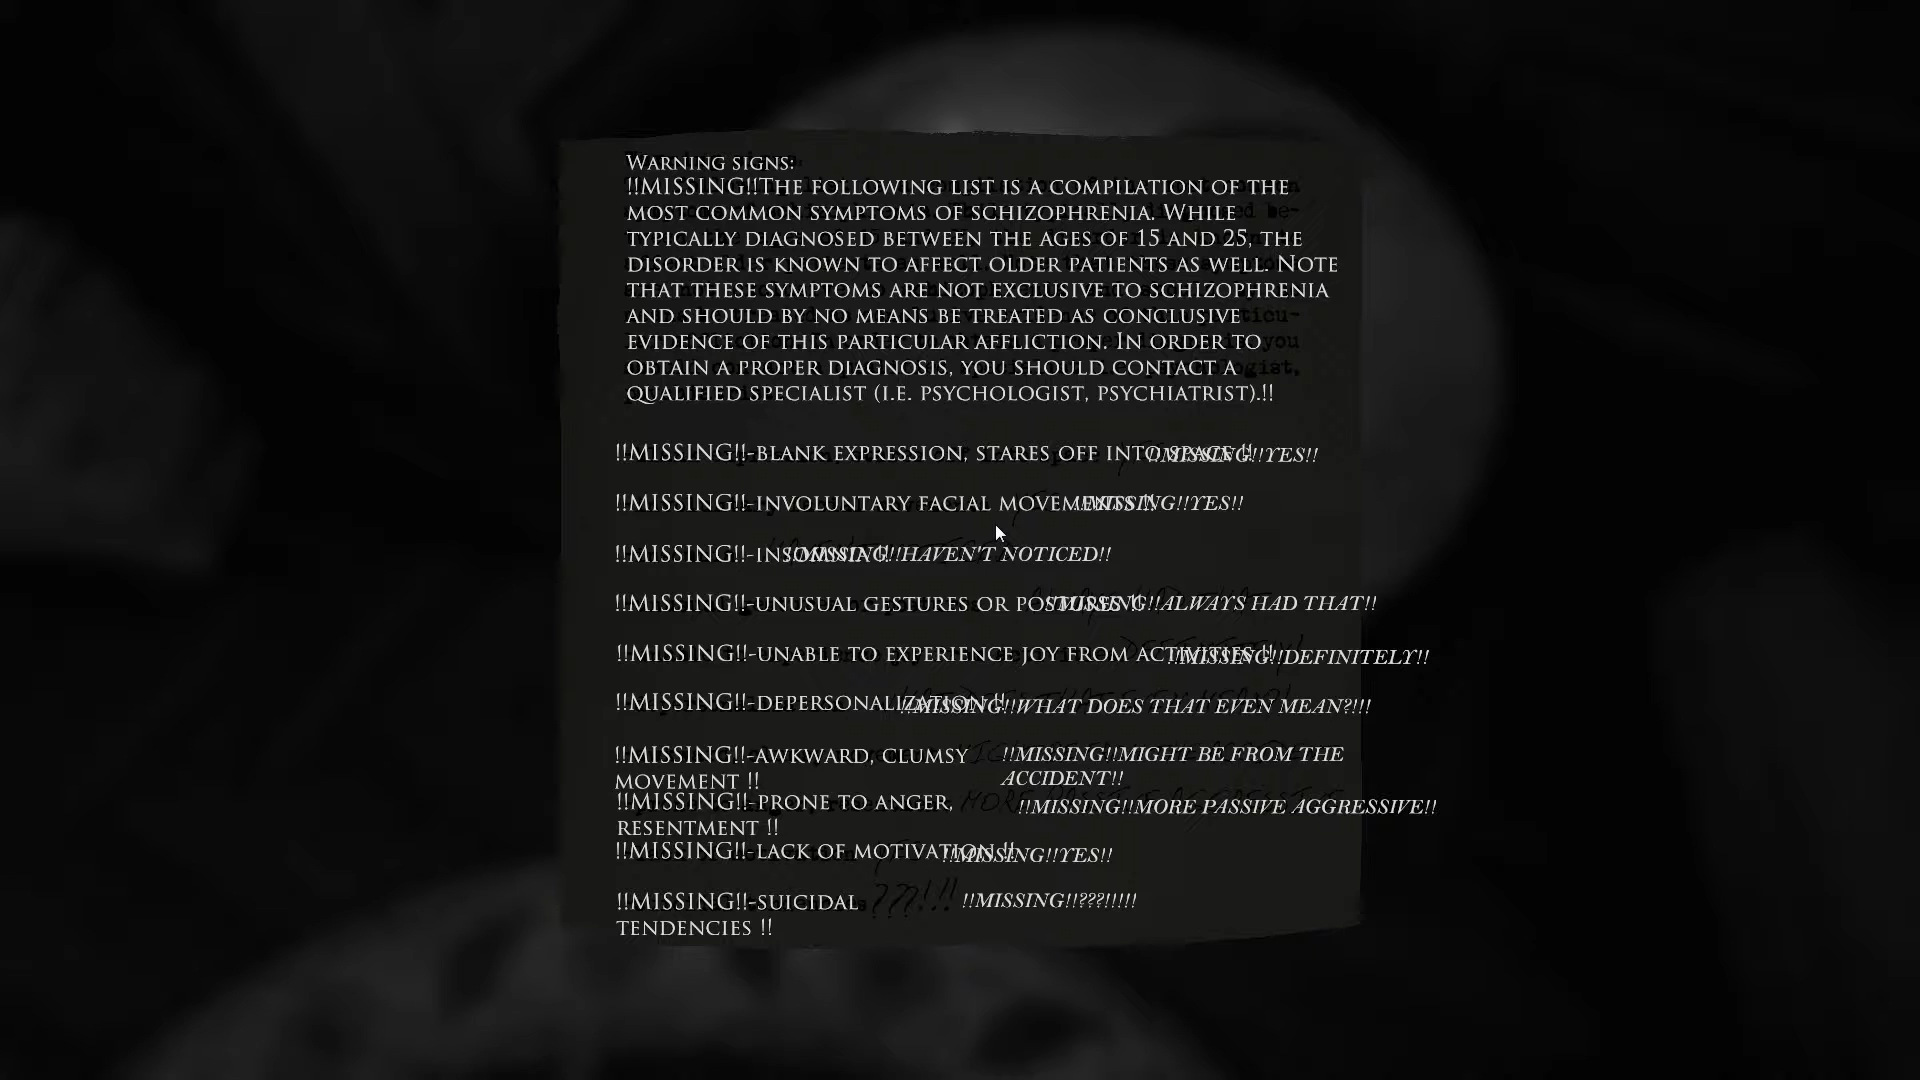 Warning signs:
!!MISSING!!The following list is a compilation of the
most common symptoms of schizophrenia. While
typically diagnosed between the ages of 15 and 25, the
disorder is known to affect older patients as well. Note
that these symptoms are not exclusive to schizophrenia
and should by no means be treated as conclusive
evidence of this particular affliction. In order to
obtain a proper diagnosis, you should contact a
qualified specialist (i.e. psychologist, psychiatrist).!!
!!MISSING!!-blank expression, stares off into space !! !!MISSING!!YES!!
!!MISSING!!-involuntary facial movements !! !!MISSING!!YES!!
!!MISSING!!-insomnia !! !!MISSING!!HAVEN'T NOTICED!!
!!MISSING!!-unusual gestures or postures !! !!MISSING!!ALWAYS HAD THAT!!
!!MISSING!!-unable to experience joy from activities !! !!MISSING!!DEFINITELY!!
!!MISSING!!-depersonalization !! !!MISSING!!WHAT DOES THAT EVEN MEAN?!!!
!!MISSING!!-awkward, clumsy !!MISSING!!MIGHT BE FROM THE
movement !! ACCIDENT!!
!!MISSING!!-prone to anger, !!MISSING!!MORE PASSIVE AGGRESSIVE!!
resentment !!
!!MISSING!!-lack of motivation !! !!MISSING!!YES!!
!!MISSING!!-suicidal ???!!! !!MISSING!!???!!!!!
tendencies !!